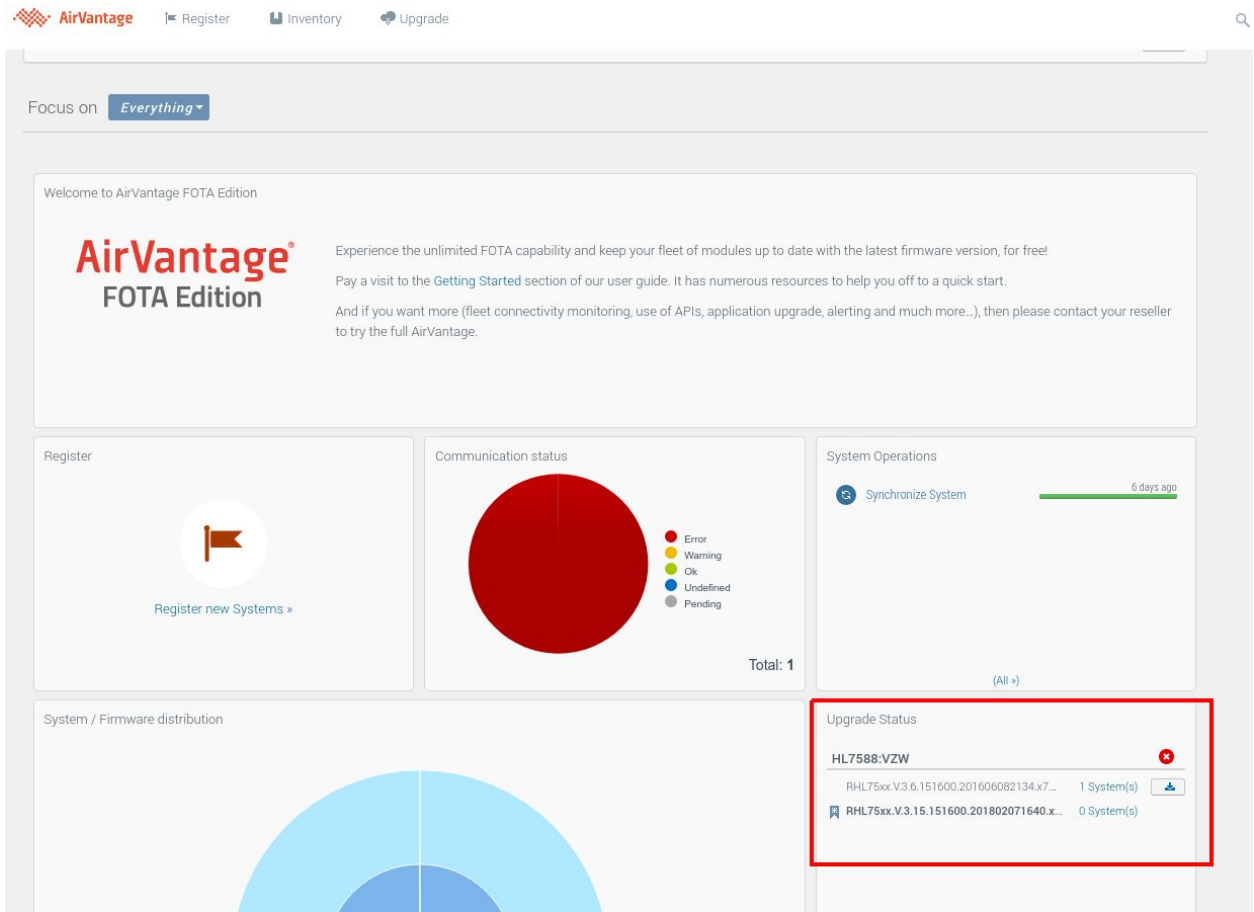 AirVantage Register Inventory Upgrade
Focus on Everything
Welcome to AirVantage FOTA Edition
AirVantage®
FOTA Edition
Experience the unlimited FOTA capability and keep your fleet of modules up to date with the latest firmware version, for free!
Pay a visit to the Getting Started section of our user guide. It has numerous resources to help you off to a quick start.
And if you want more (fleet connectivity monitoring, use of APIs, application upgrade, alerting and much more...), then please contact your reseller
to try the full AirVantage.
Register
Register new Systems »
Communication status
Error
Warning
Ok
Undefined
Pending
Total: 1
System Operations
Synchronize System 6 days ago
(All »)
System / Firmware distribution
Upgrade Status
HL7588:VZW
RHL75xx.V.3.6.151600.201606082134.x7... 1 System(s)
RHL75xx.V.3.15.151600.201802071640.x... 0 System(s)